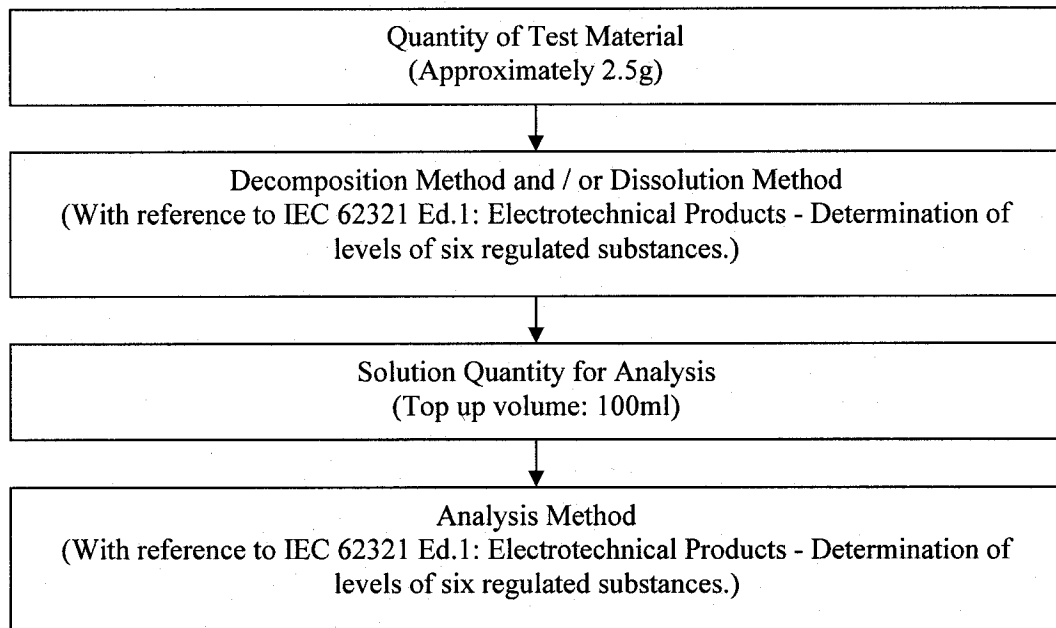 Quantity of Test Material
(Approximately 2.5g)
Decomposition Method and / or Dissolution Method
(With reference to IEC 62321 Ed.1: Electrotechnical Products - Determination of
levels of six regulated substances.)
Solution Quantity for Analysis
(Top up volume: 100ml)
Analysis Method
(With reference to IEC 62321 Ed.1: Electrotechnical Products - Determination of
levels of six regulated substances.)